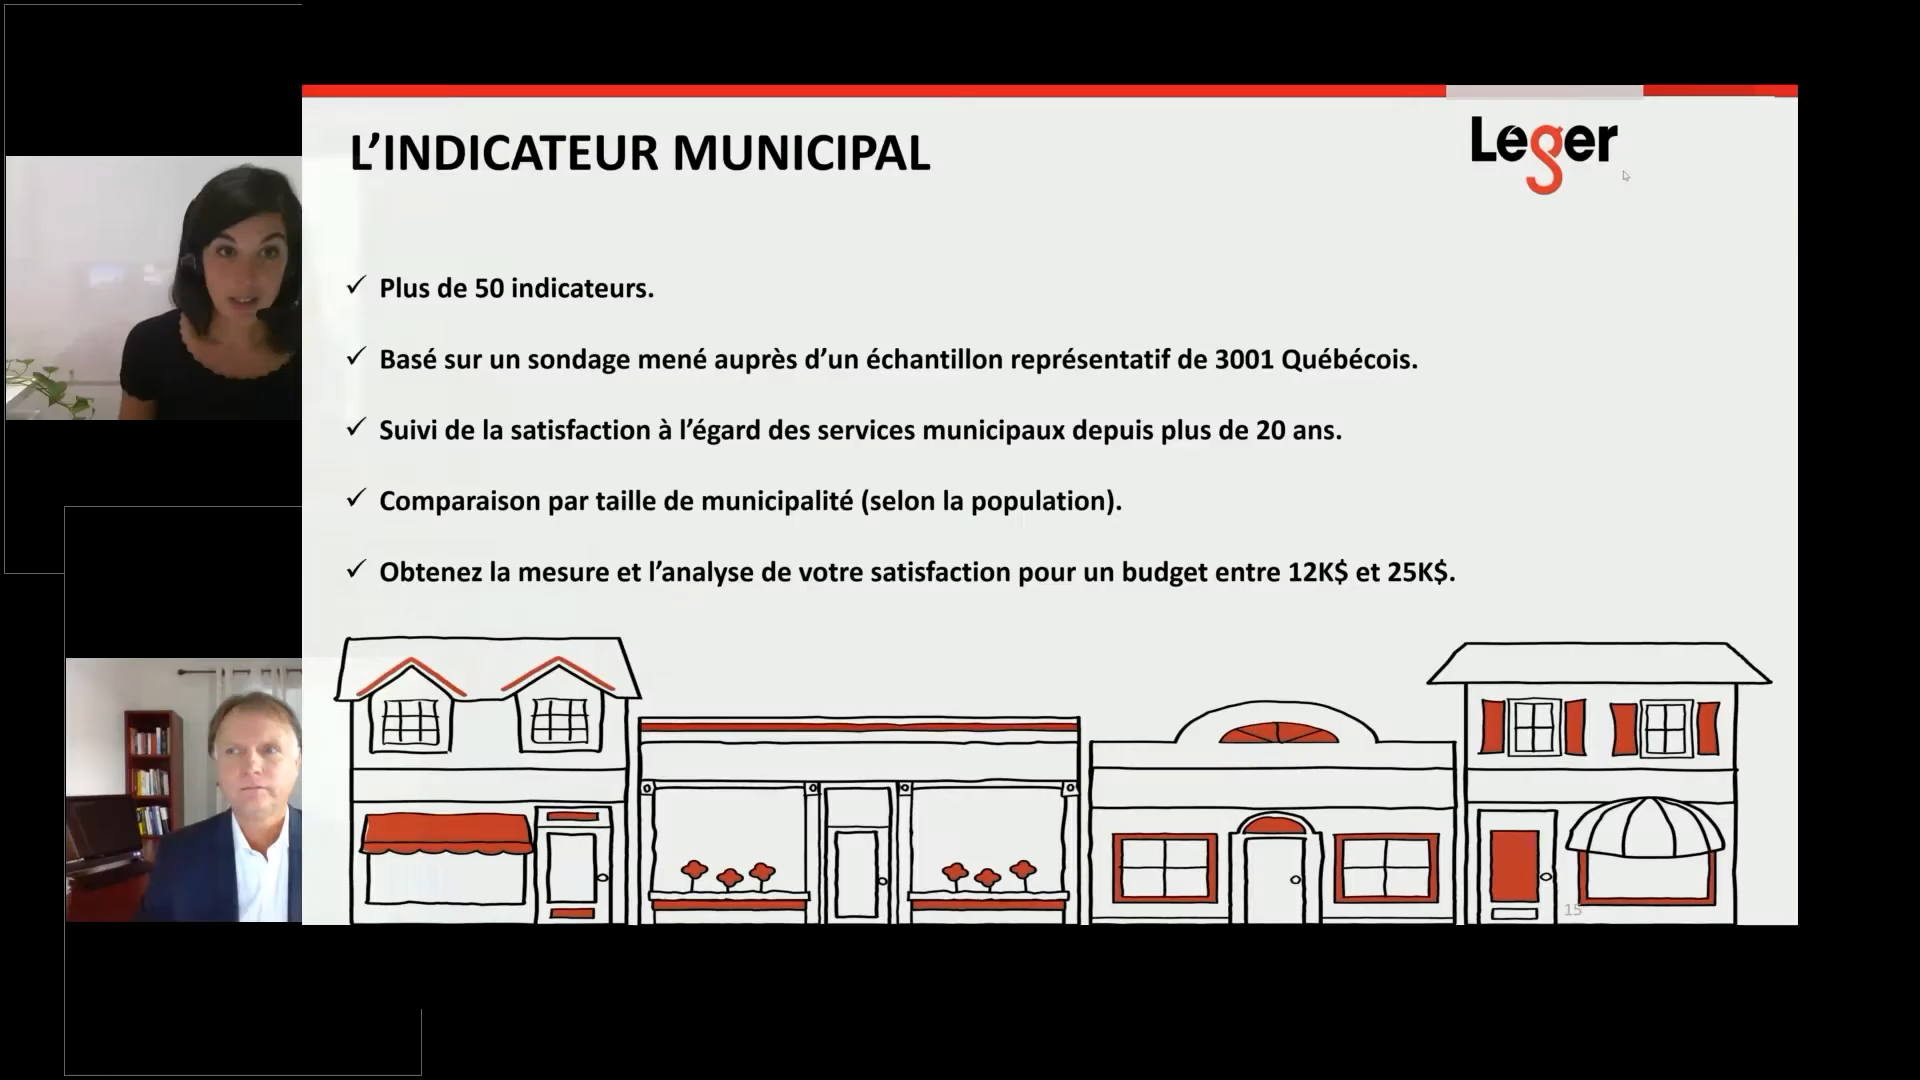 L’INDICATEUR MUNICIPAL
Leger
Plus de 50 indicateurs.
Basé sur un sondage mené auprès d’un échantillon représentatif de 3001 Québécois.
Suivi de la satisfaction à l’égard des services municipaux depuis plus de 20 ans.
Comparaison par taille de municipalité (selon la population).
Obtenez la mesure et l’analyse de votre satisfaction pour un budget entre 12K$ et 25K$.
15